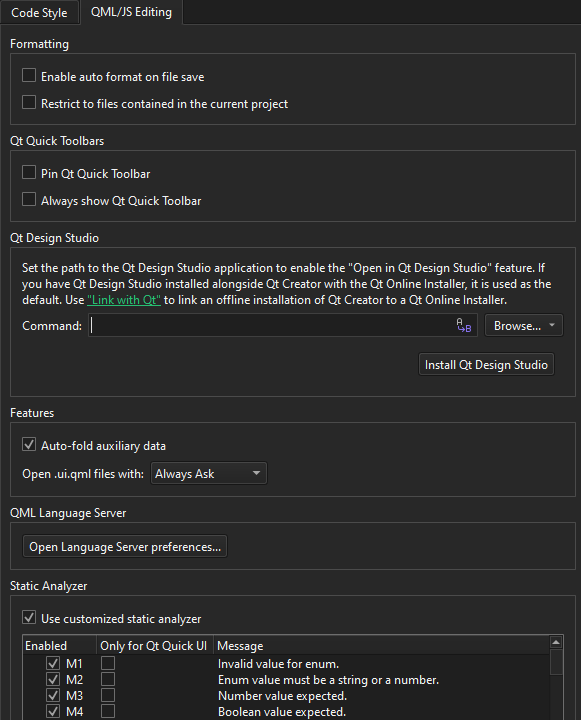 Code Style
QML/JS Editing
Formatting
Enable auto format on file save
Restrict to files contained in the current project
Qt Quick Toolbars
Pin Qt Quick Toolbar
Always show Qt Quick Toolbar
Qt Design Studio
Set the path to the Qt Design Studio application to enable the "Open in Qt Design Studio" feature. If
you have Qt Design Studio installed alongside Qt Creator with the Qt Online Installer, it is used as the
default. Use "Link with Qt" to link an offline installation of Qt Creator to a Qt Online Installer.
Command:
A
B
Browse...
Install Qt Design Studio
Features
Auto-fold auxiliary data
Open .ui.qml files with: Always Ask
QML Language Server
Open Language Server preferences...
Static Analyzer
Use customized static analyzer
Enabled Only for Qt Quick UI Message
M1 Invalid value for enum.
M2 Enum value must be a string or a number.
M3 Number value expected.
M4 Boolean value expected.